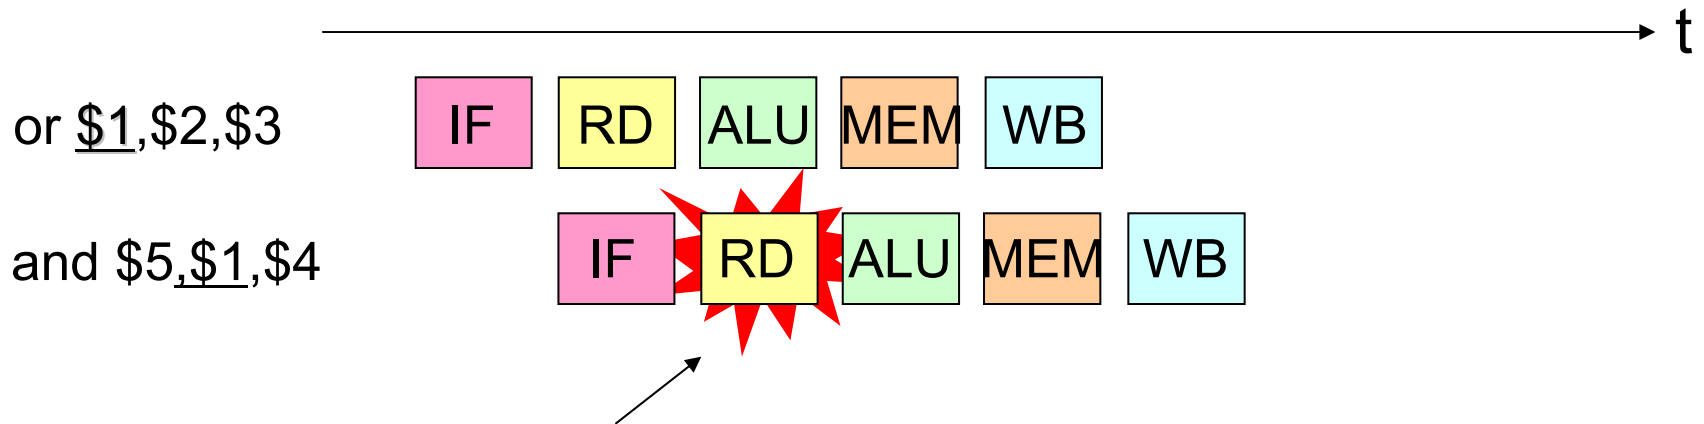 t
or $1,$2,$3 IF RD ALU MEM WB
and $5,$1,$4 IF RD ALU MEM WB